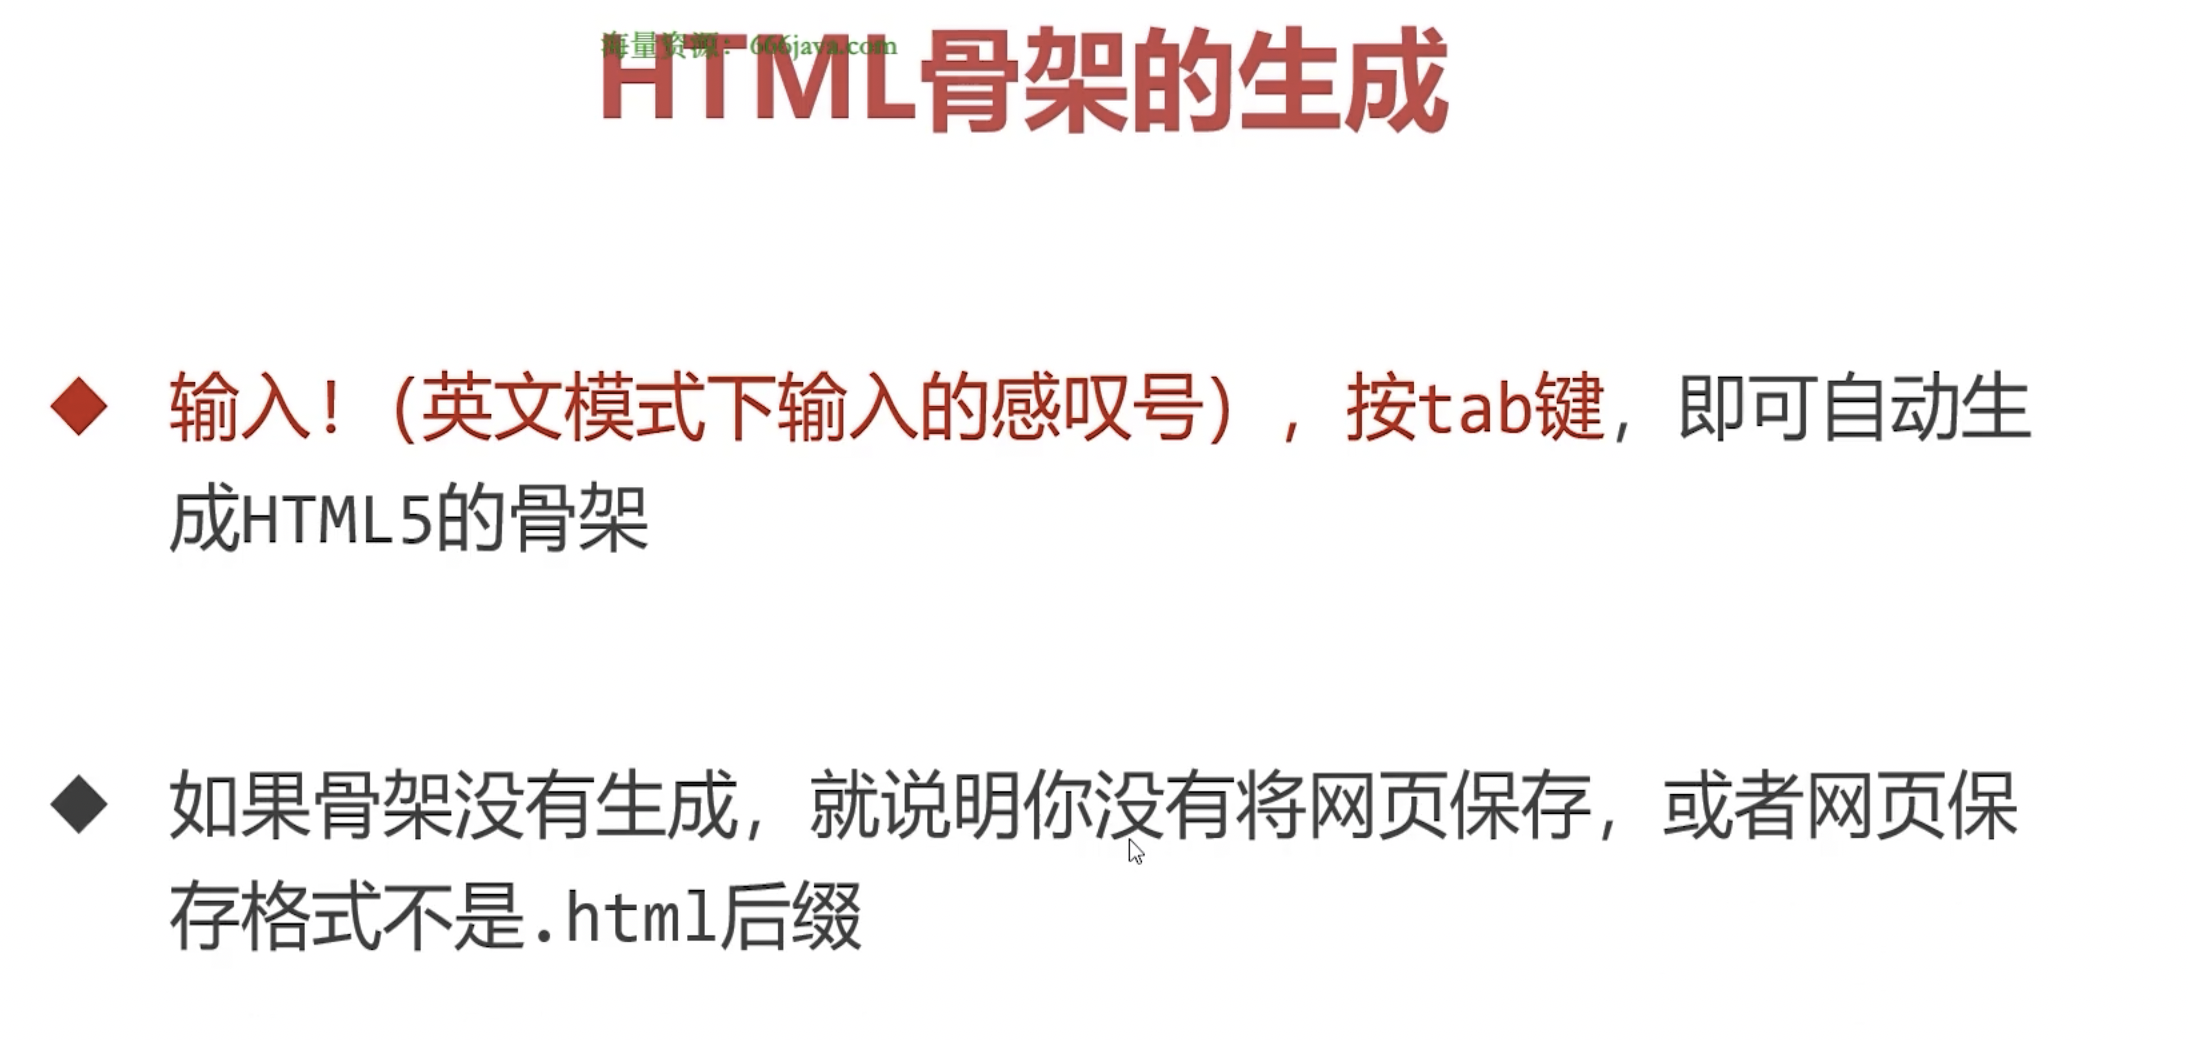 海量资源：666java.com
HTML骨架的生成
输入！（英文模式下输入的感叹号），按tab键，即可自动生
成HTML5的骨架
如果骨架没有生成，就说明你没有将网页保存，或者网页保
存格式不是.html后缀